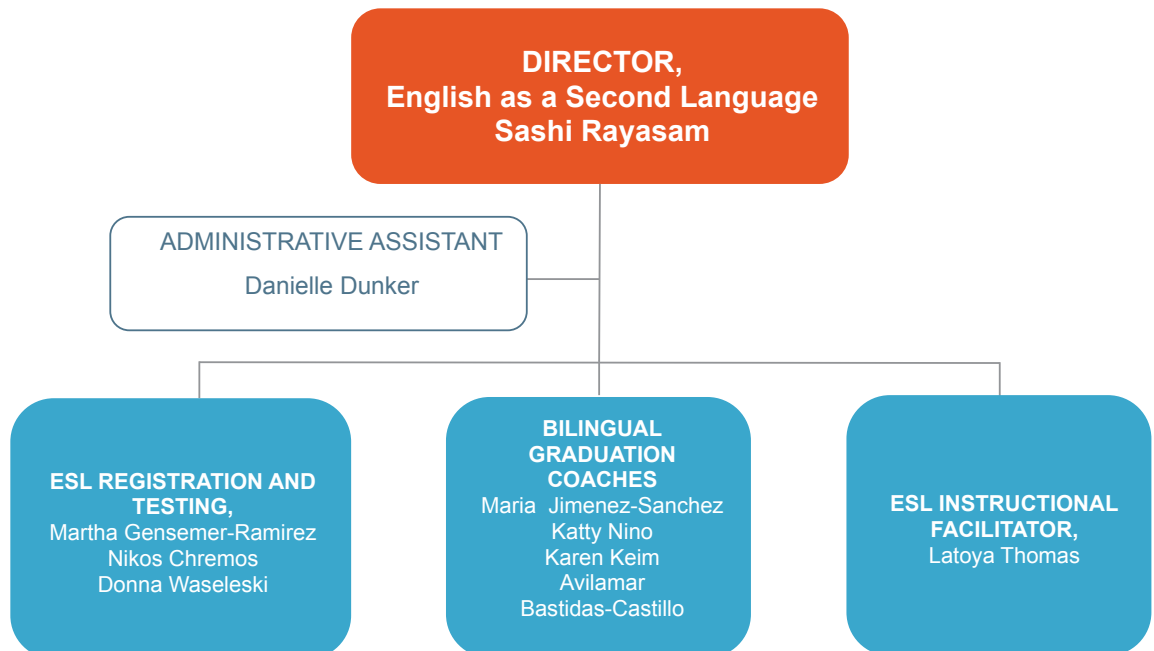 DIRECTOR,
English as a Second Language
Sashi Rayasam
ADMINISTRATIVE ASSISTANT
Danielle Dunker
ESL REGISTRATION AND
TESTING,
Martha Gensemer-Ramirez
Nikos Chremos
Donna Waseleski
BILINGUAL
GRADUATION
COACHES
Maria Jimenez-Sanchez
Katty Nino
Karen Keim
Avilamar
Bastidas-Castillo
ESL INSTRUCTIONAL
FACILITATOR,
Latoya Thomas